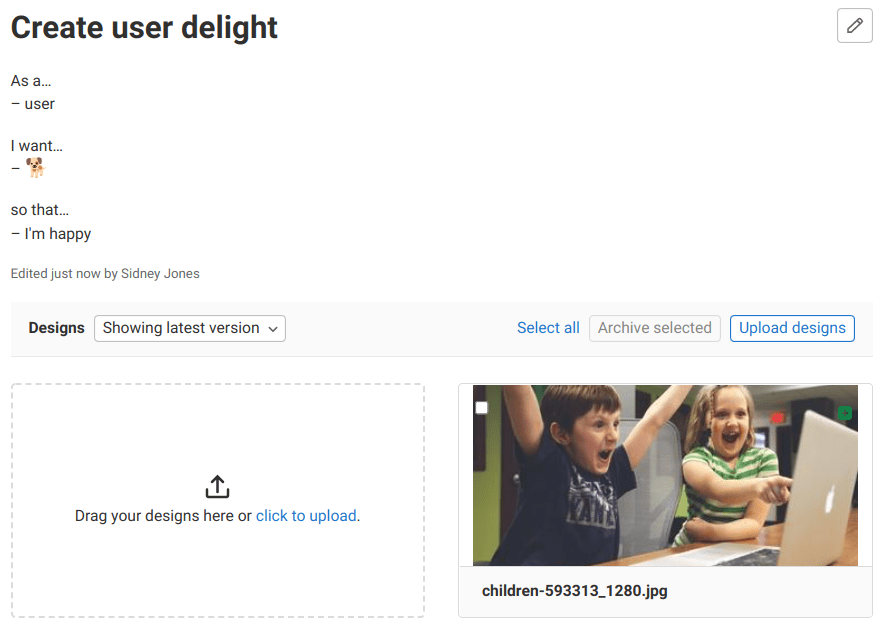 Create user delight
As a...
– user
I want...
– 🐕
so that...
– I'm happy
Edited just now by Sidney Jones
Designs
Showing latest version
Select all
Archive selected
Upload designs
Drag your designs here or click to upload.
children-593313_1280.jpg